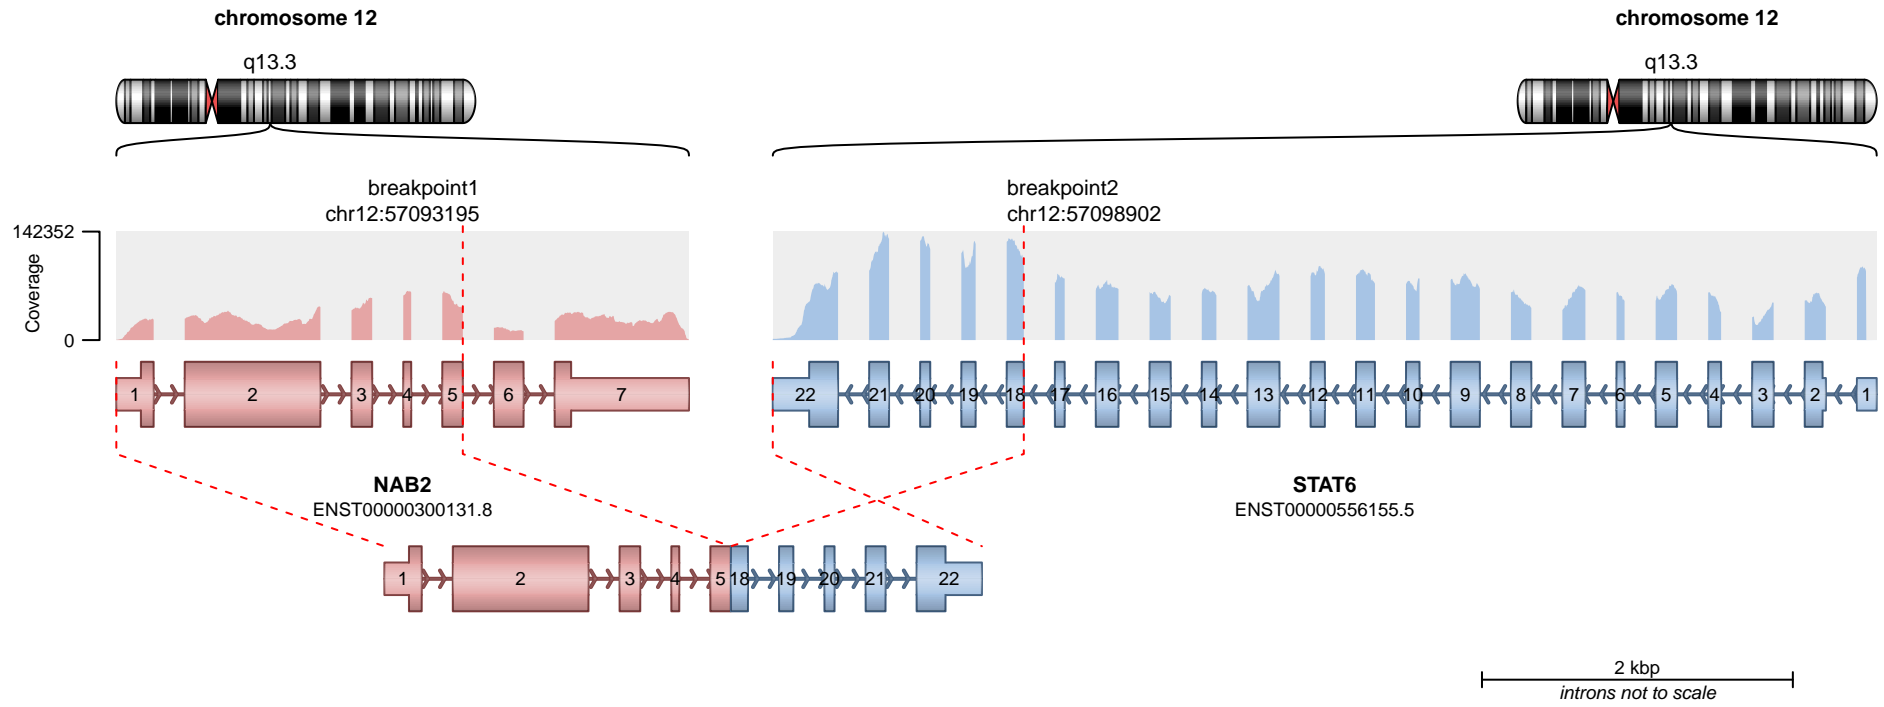 chromosome 12
chromosome 12
q13.3
q13.3
breakpoint1
chr12:57093195
breakpoint2
chr12:57098902
142352
Coverage
0
1 2 3 4 5 6 7
22 21 20 19 18 17 16 15 14 13 12 11 10 9 8 7 6 5 4 3 2 1
NAB2
ENST00000300131.8
STAT6
ENST00000556155.5
1 2 3 4 5 18 19 20 21 22
2 kbp
introns not to scale